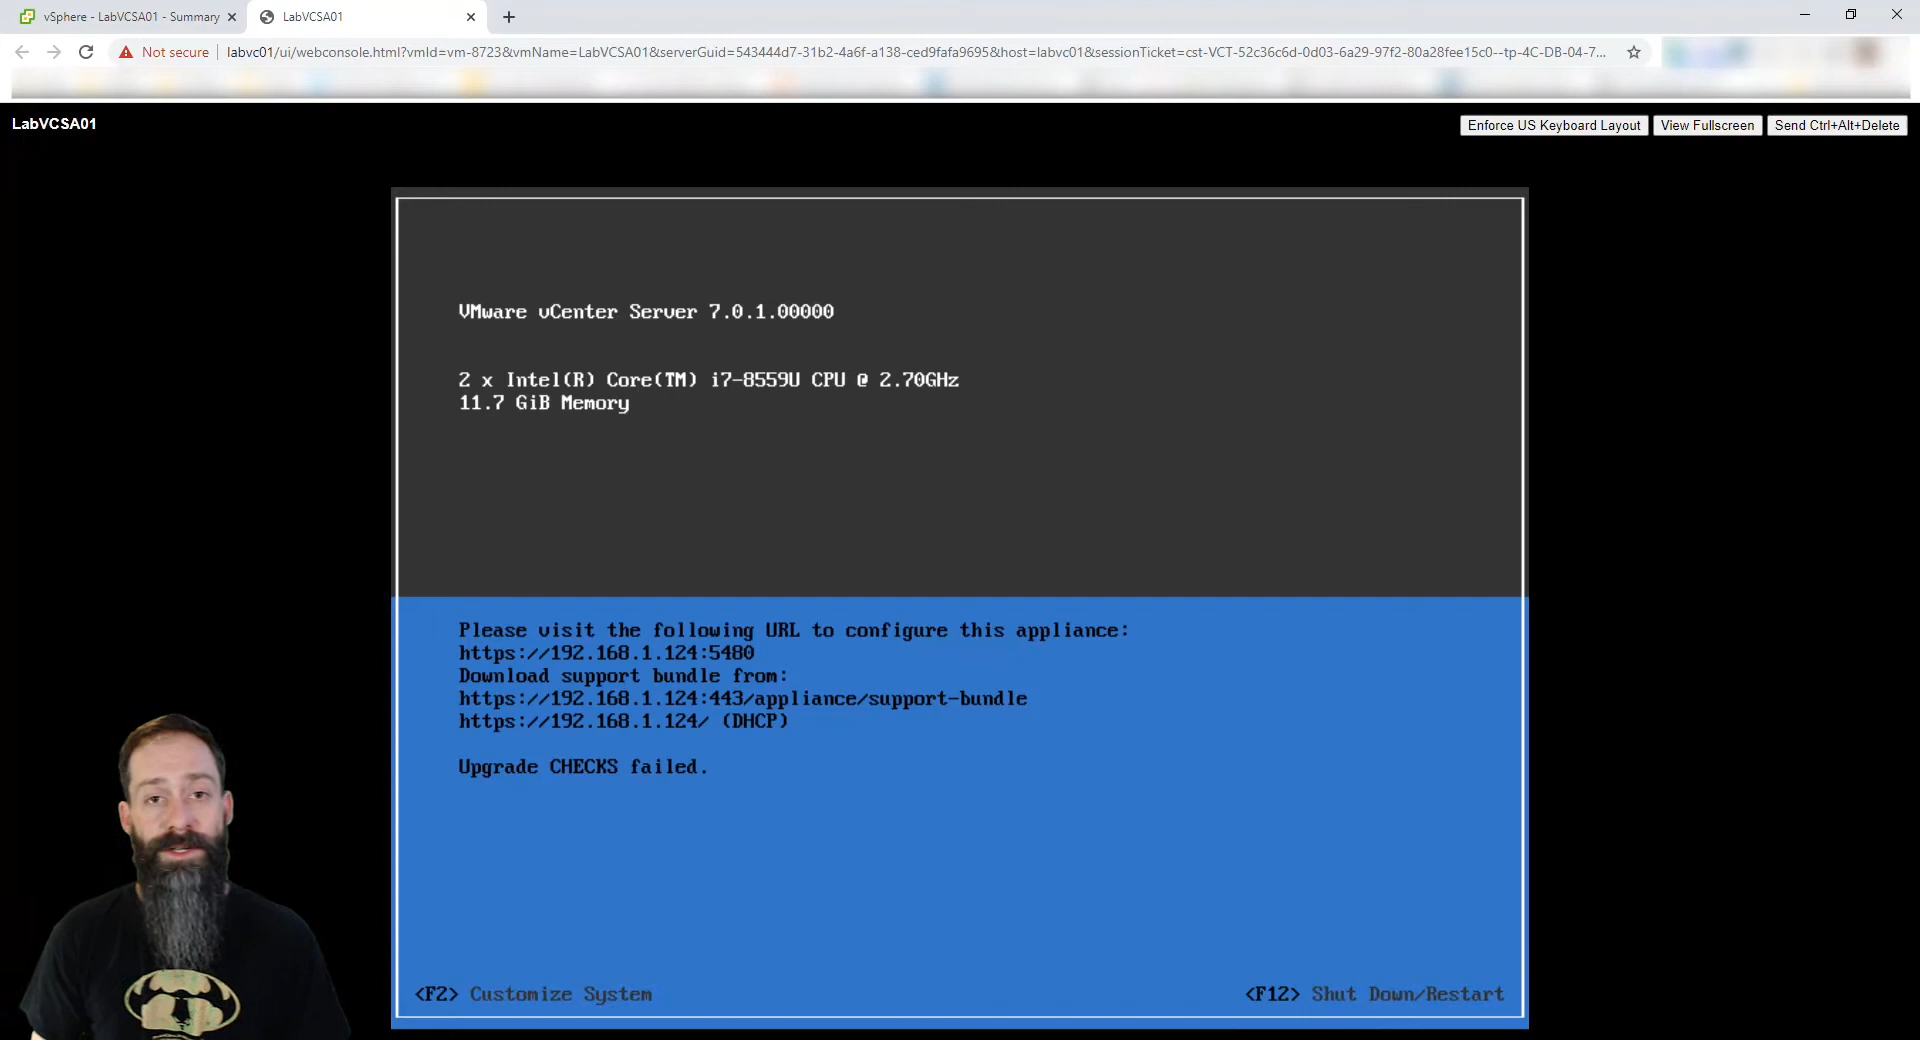 vSphere - LabVCSA01 - Summary
LabVCSA01
Not secure
labvc01/ui/webconsole.html?vmId=vm-8723&vmName=LabVCSA01&serverGuid=543444d7-31b2-4a6f-a138-ced9fafa9695&host=labvc01&sessionTicket=cst-VCT-52c36c6d-0d03-6a29-97f2-80a28fee15c0--tp-4C-DB-04-7...
LabVCSA01
Enforce US Keyboard Layout
View Fullscreen
Send Ctrl+Alt+Delete
VMware vCenter Server 7.0.1.00000
2 x Intel(R) Core(TM) i7-8559U CPU @ 2.70GHz
11.7 GiB Memory
Please visit the following URL to configure this appliance:
https://192.168.1.124:5480
Download support bundle from:
https://192.168.1.124:443/appliance/support-bundle
https://192.168.1.124/ (DHCP)
Upgrade CHECKS failed.
<F2> Customize System
<F12> Shut Down/Restart